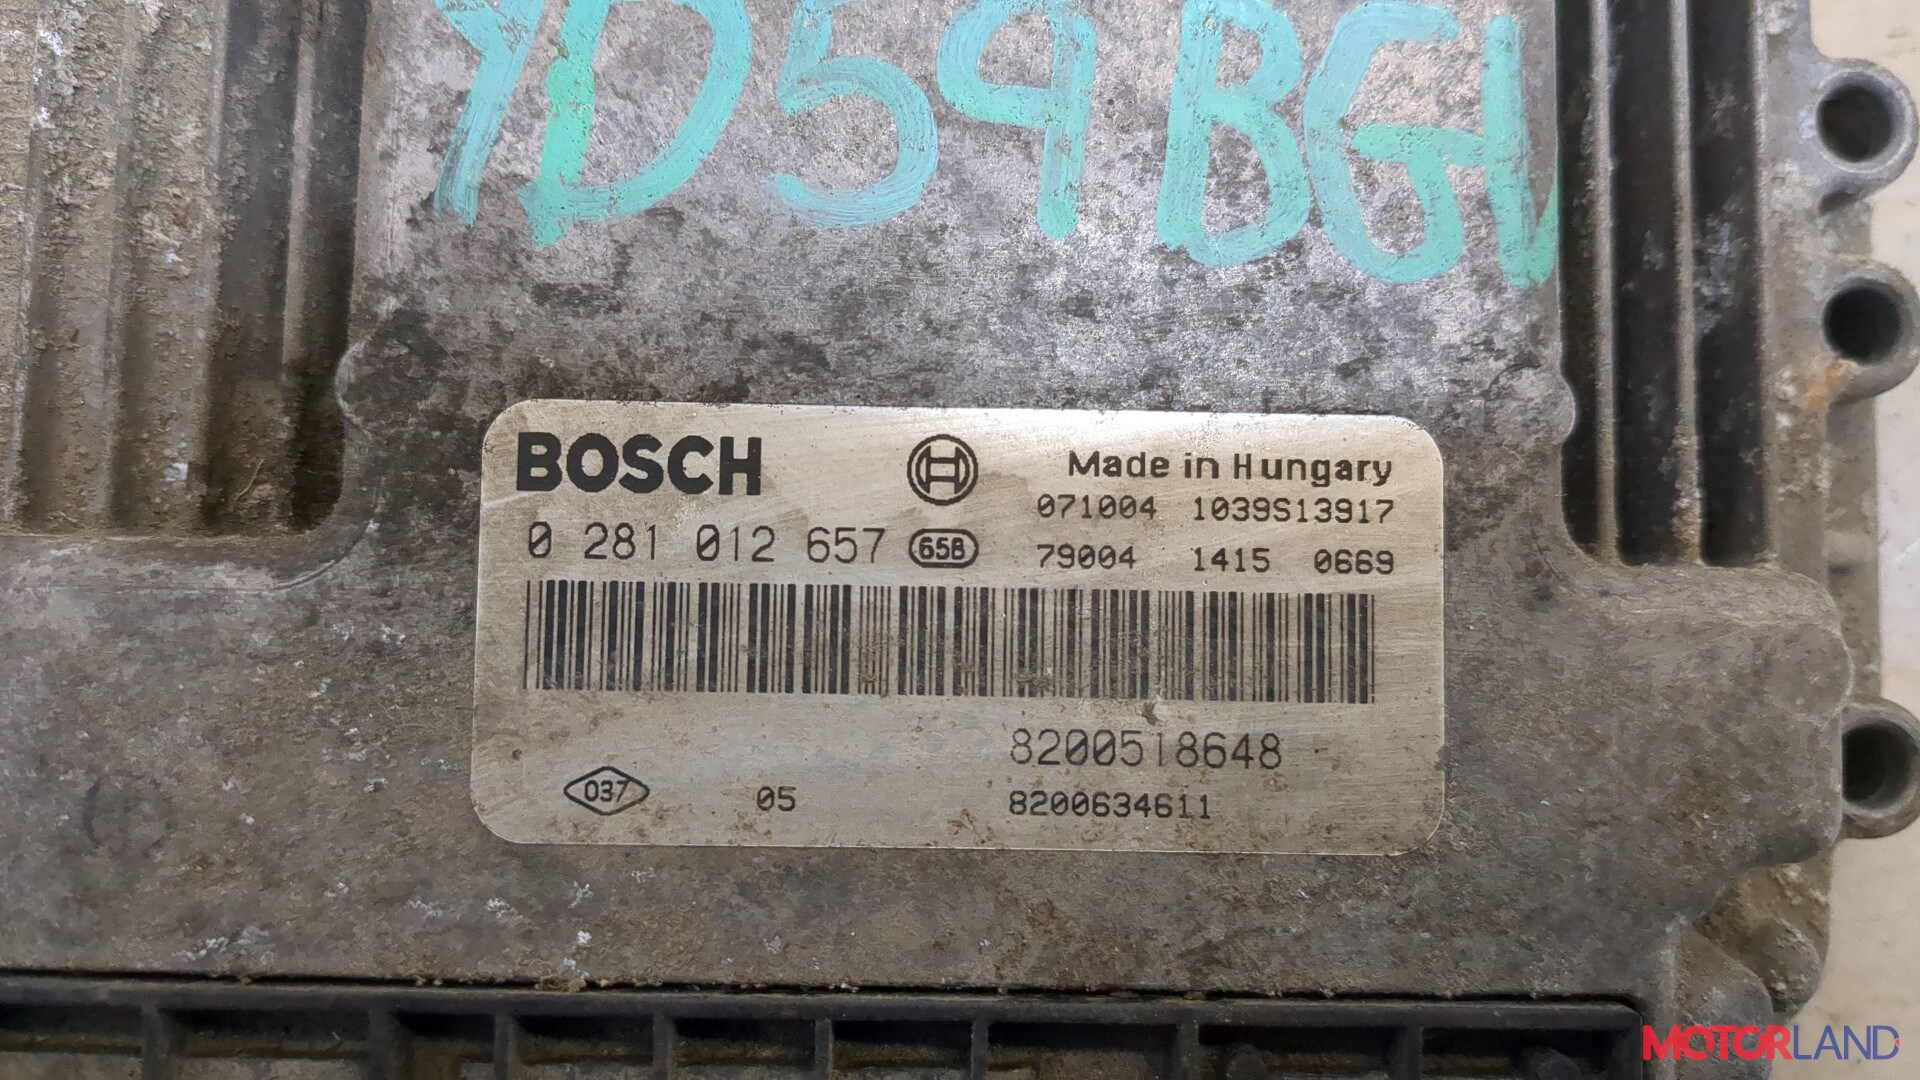 YD59BGV
BOSCH
Made in Hungary
071004 1039S13917
0 281 012 657 658
79004 1415 0669
8200518648
037 05 8200634611
MOTORLAND